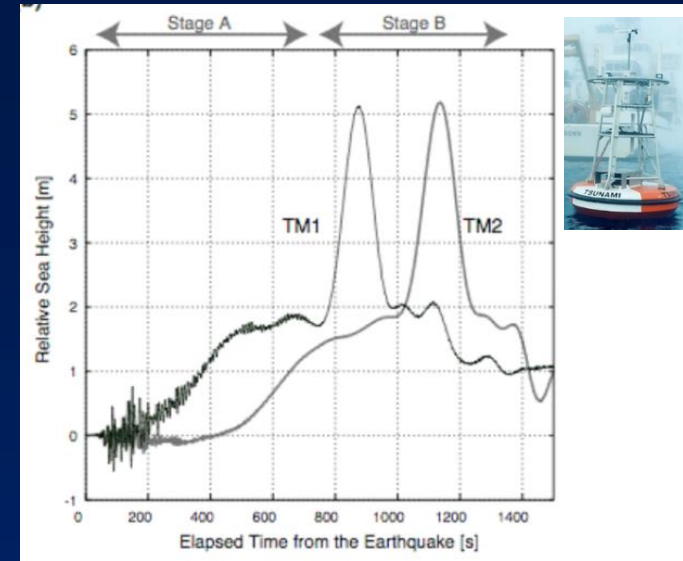 b)
Stage A
Stage B
6
5
4
3
2
1
0
-1
Relative Sea Height [m]
TM1
TM2
0 200 400 600 800 1000 1200 1400
Elapsed Time from the Earthquake [s]
TSUNAMI